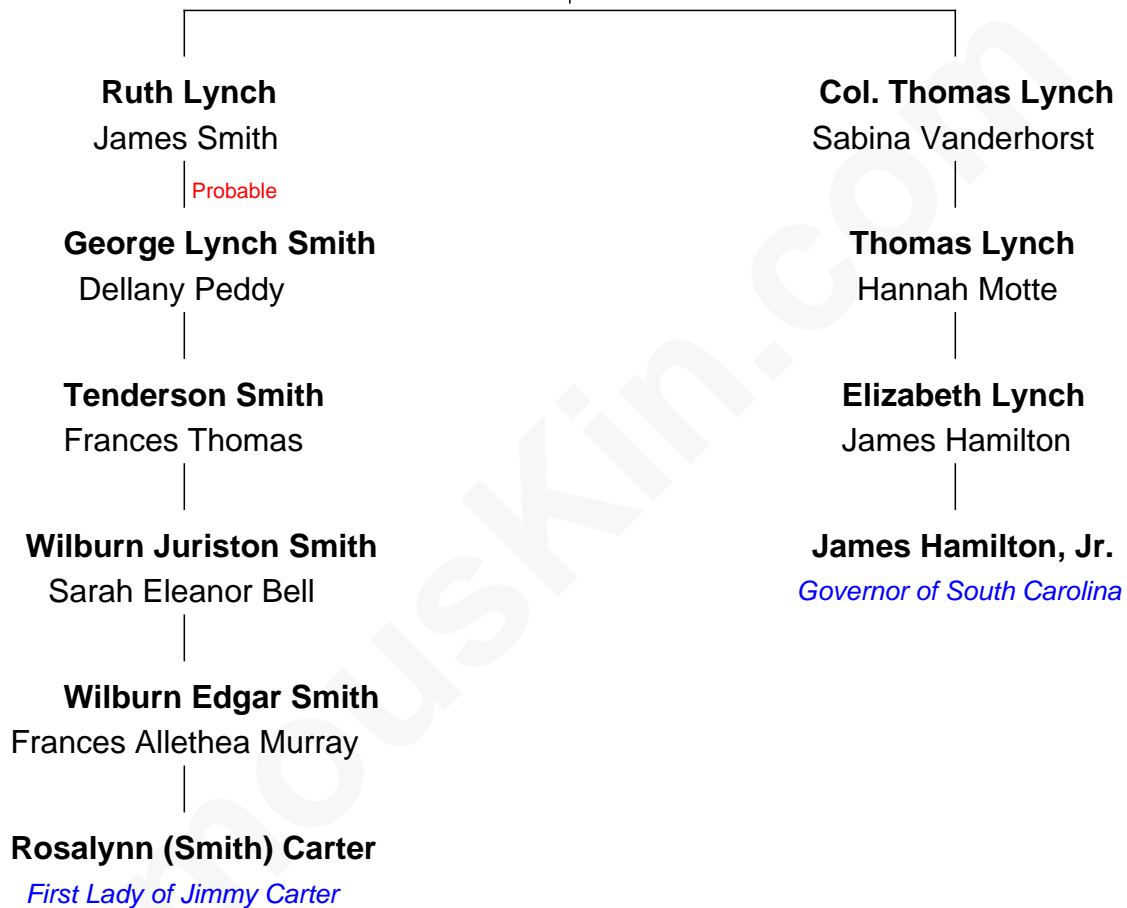 Ruth Lynch
James Smith
Probable
George Lynch Smith
Dellany Peddy
Tenderson Smith
Frances Thomas
Wilburn Juriston Smith
Sarah Eleanor Bell
Wilburn Edgar Smith
Frances Allethea Murray
Rosalynn (Smith) Carter
First Lady of Jimmy Carter
Col. Thomas Lynch
Sabina Vanderhorst
Thomas Lynch
Hannah Motte
Elizabeth Lynch
James Hamilton
James Hamilton, Jr.
Governor of South Carolina
mousKin.com